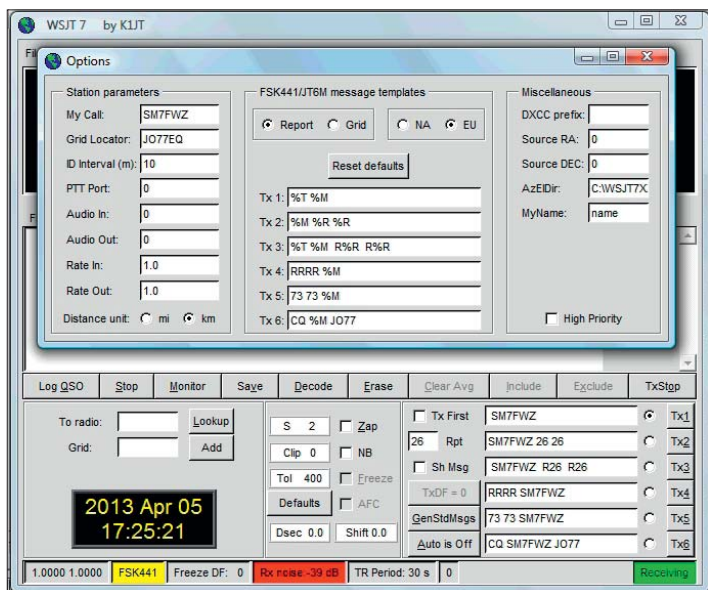 WSJT 7 by K1JT
Options
Station parameters
My Call: SM7FWZ
Grid Locator: JO77EQ
ID Interval (m): 10
PTT Port: 0
Audio In: 0
Audio Out: 0
Rate In: 1.0
Rate Out: 1.0
Distance unit: mi km
FSK441/JT6M message templates
Report Grid NA EU
Reset defaults
Tx 1: %T %M
Tx 2: %M %R %R
Tx 3: %T %M R%R R%R
Tx 4: RRRR %M
Tx 5: 73 73 %M
Tx 6: CQ %M JO77
Miscellaneous
DXCC prefix:
Source RA: 0
Source DEC: 0
AzElDir: C:\WSJT7X
MyName: name
High Priority
Log QSO Stop Monitor Save Decode Erase Clear Avg Include Exclude TxStop
To radio: Lookup
Grid: Add
2013 Apr 05
17:25:21
S 2 Zap
Clip 0 NB
Tol 400 Freeze
Defaults AFC
Dsec 0.0 Shift 0.0
Tx First SM7FWZ Tx1
26 Rpt SM7FWZ 26 26 Tx2
Sh Msg SM7FWZ R26 R26 Tx3
TxDF = 0 RRRR SM7FWZ Tx4
GenStdMsgs 73 73 SM7FWZ Tx5
Auto is Off CQ SM7FWZ JO77 Tx6
1.0000 1.0000 FSK441 Freeze DF: 0 Rx noise:-39 dB TR Period: 30 s 0 Receiving